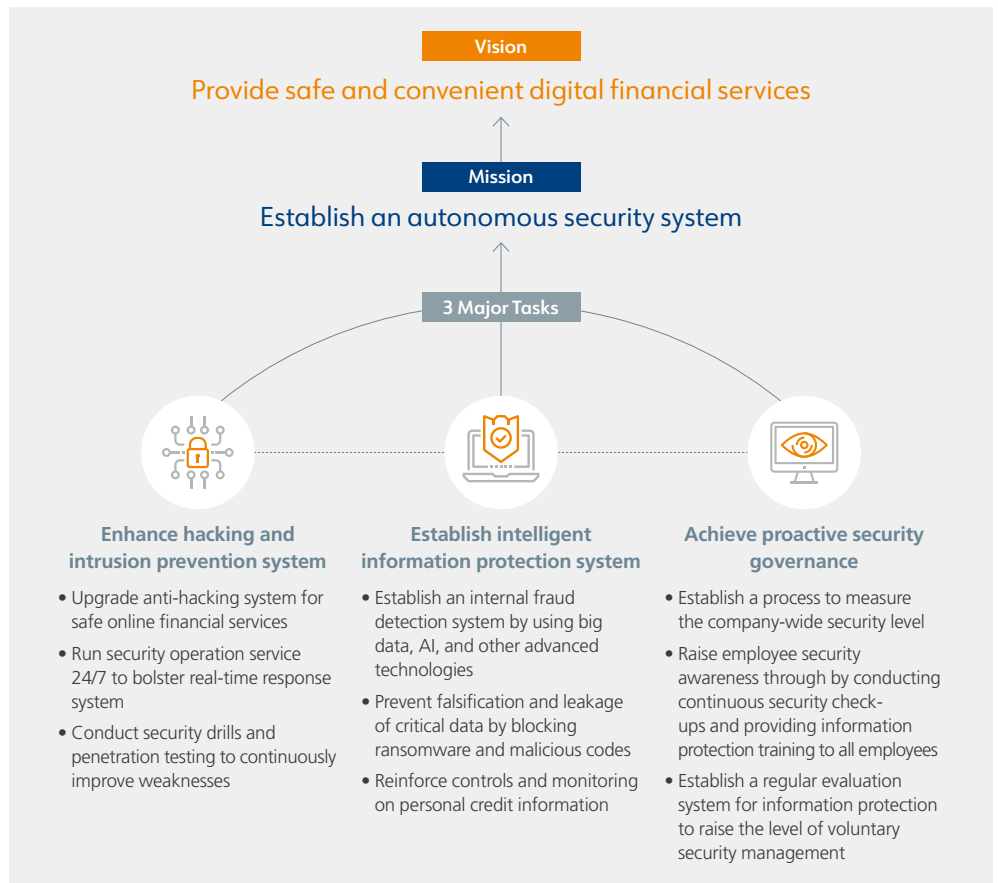 Vision
Provide safe and convenient digital financial services
Mission
Establish an autonomous security system
3 Major Tasks
Enhance hacking and
intrusion prevention system
• Upgrade anti-hacking system for
safe online financial services
• Run security operation service
24/7 to bolster real-time response
system
• Conduct security drills and
penetration testing to continuously
improve weaknesses
Establish intelligent
information protection system
• Establish an internal fraud
detection system by using big
data, AI, and other advanced
technologies
• Prevent falsification and leakage
of critical data by blocking
ransomware and malicious codes
• Reinforce controls and monitoring
on personal credit information
Achieve proactive security
governance
• Establish a process to measure
the company-wide security level
• Raise employee security
awareness through by conducting
continuous security check-
ups and providing information
protection training to all employees
• Establish a regular evaluation
system for information protection
to raise the level of voluntary
security management